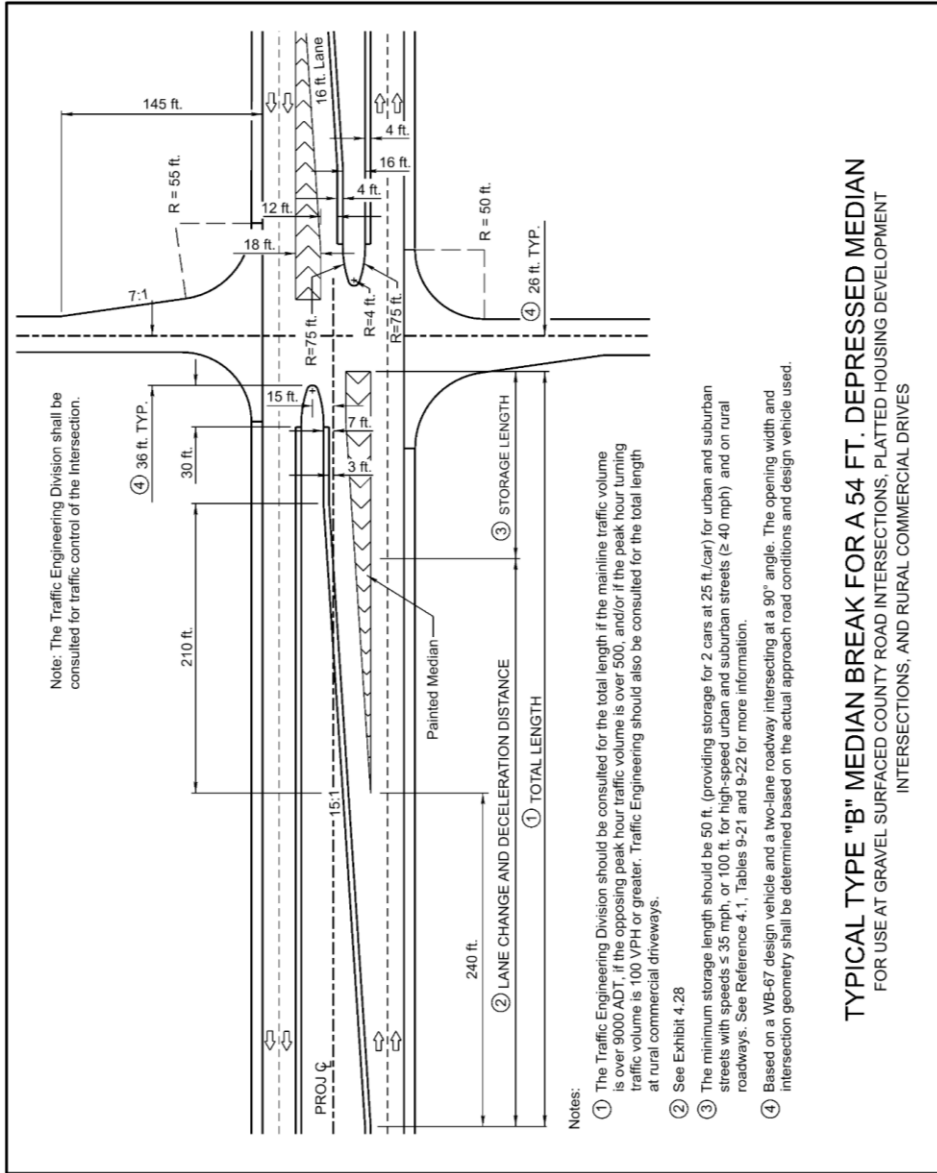 Note: The Traffic Engineering Division shall be
consulted for traffic control of the Intersection.
145 ft.
R = 55 ft.
7:1
④ 36 ft. TYP.
30 ft.
210 ft.
15 ft.
7 ft.
3 ft.
18 ft.
12 ft.
4 ft.
16 ft.
4 ft.
16 ft. Lane
R=75 ft.
R=4 ft.
R=75 ft.
R = 50 ft.
④ 26 ft. TYP.
PROJ ℄
15:1
Painted Median
240 ft.
③ STORAGE LENGTH
② LANE CHANGE AND DECELERATION DISTANCE
① TOTAL LENGTH
Notes:
① The Traffic Engineering Division should be consulted for the total length if the mainline traffic volume
is over 9000 ADT, if the opposing peak hour traffic volume is over 500, and/or if the peak hour turning
traffic volume is 100 VPH or greater. Traffic Engineering should also be consulted for the total length
at rural commercial driveways.
② See Exhibit 4.28
③ The minimum storage length should be 50 ft. (providing storage for 2 cars at 25 ft./car) for urban and suburban
streets with speeds ≤ 35 mph, or 100 ft. for high-speed urban and suburban streets (≥ 40 mph) and on rural
roadways. See Reference 4.1, Tables 9-21 and 9-22 for more information.
④ Based on a WB-67 design vehicle and a two-lane roadway intersecting at a 90° angle. The opening width and
intersection geometry shall be determined based on the actual approach road conditions and design vehicle used.
TYPICAL TYPE "B" MEDIAN BREAK FOR A 54 FT. DEPRESSED MEDIAN
FOR USE AT GRAVEL SURFACED COUNTY ROAD INTERSECTIONS, PLATTED HOUSING DEVELOPMENT
INTERSECTIONS, AND RURAL COMMERCIAL DRIVES